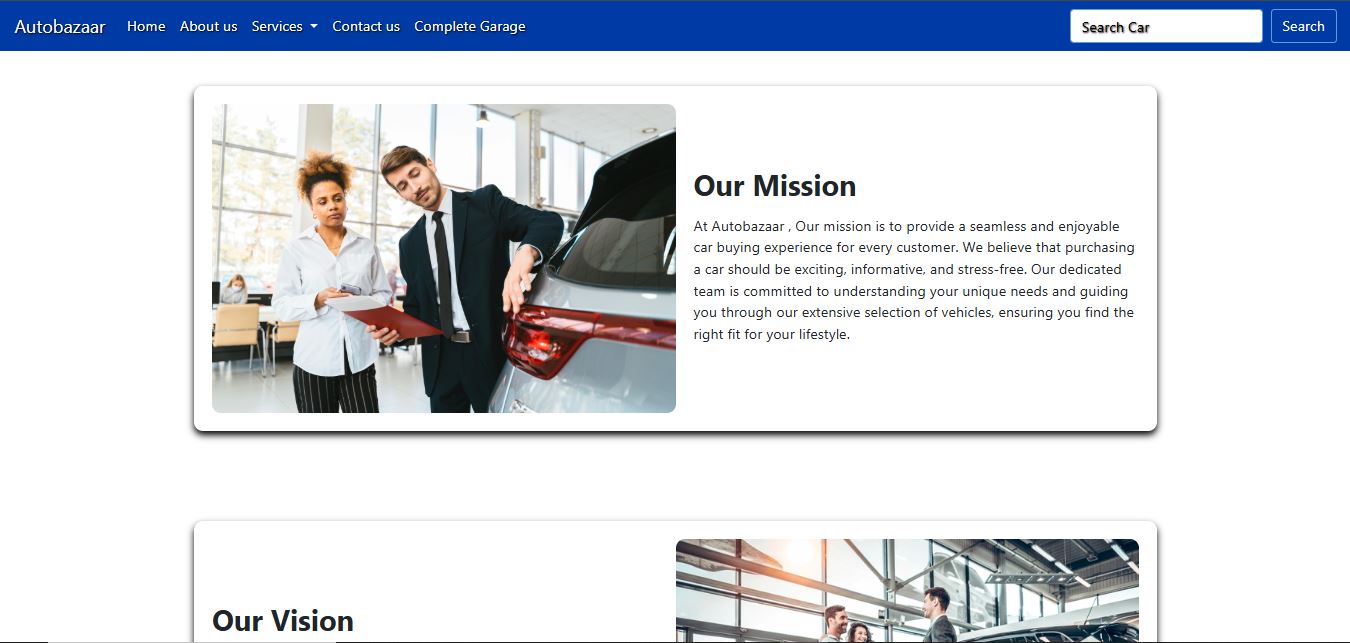 Autobazaar Home About us Services Contact us Complete Garage Search Car Search
Our Mission
At Autobazaar , Our mission is to provide a seamless and enjoyable
car buying experience for every customer. We believe that purchasing
a car should be exciting, informative, and stress-free. Our dedicated
team is committed to understanding your unique needs and guiding
you through our extensive selection of vehicles, ensuring you find the
right fit for your lifestyle.
Our Vision